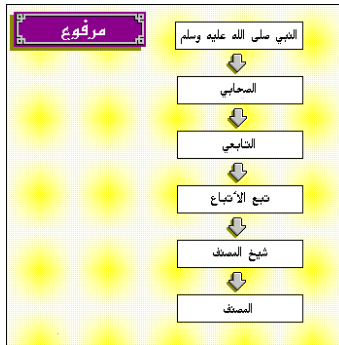 مرفوع
النبي صلى الله عليه وسلم
الصحابي
التابعي
تبع الأتباع
شيخ المصنف
المصنف